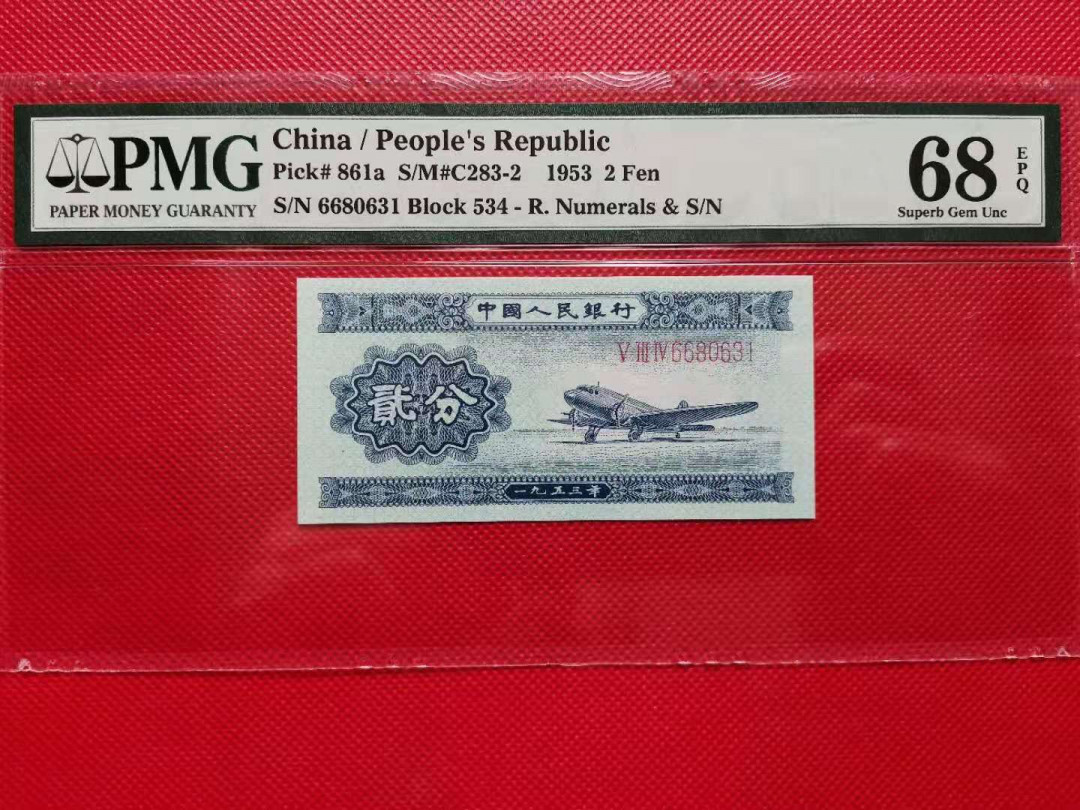 PMG
PAPER MONEY GUARANTY
China / People's Republic
Pick# 861a S/M#C283-2 1953 2 Fen
S/N 6680631 Block 534 - R. Numerals & S/N
68
EPQ
Superb Gem Unc
中國人民銀行
V III IV 6680631
貳分
一九五三年